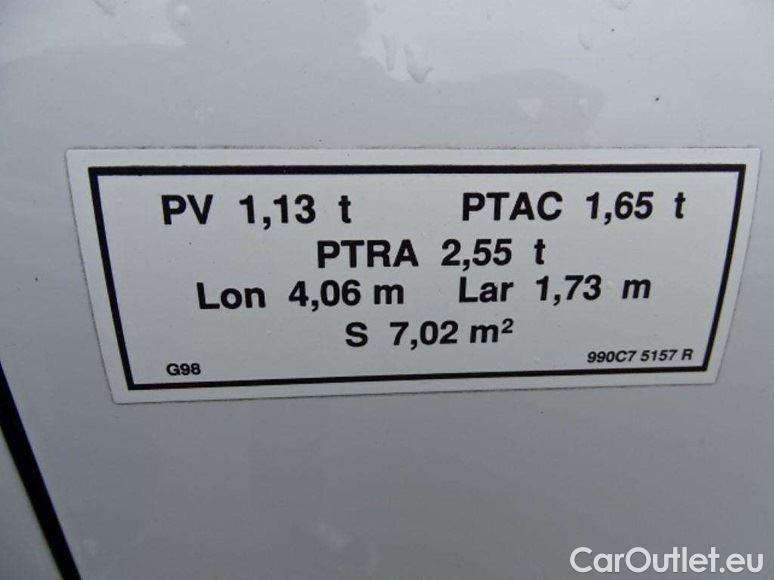 PV 1,13 t PTAC 1,65 t
PTRA 2,55 t
Lon 4,06 m Lar 1,73 m
S 7,02 m²
G98 990C7 5157 R
CarOutlet.eu